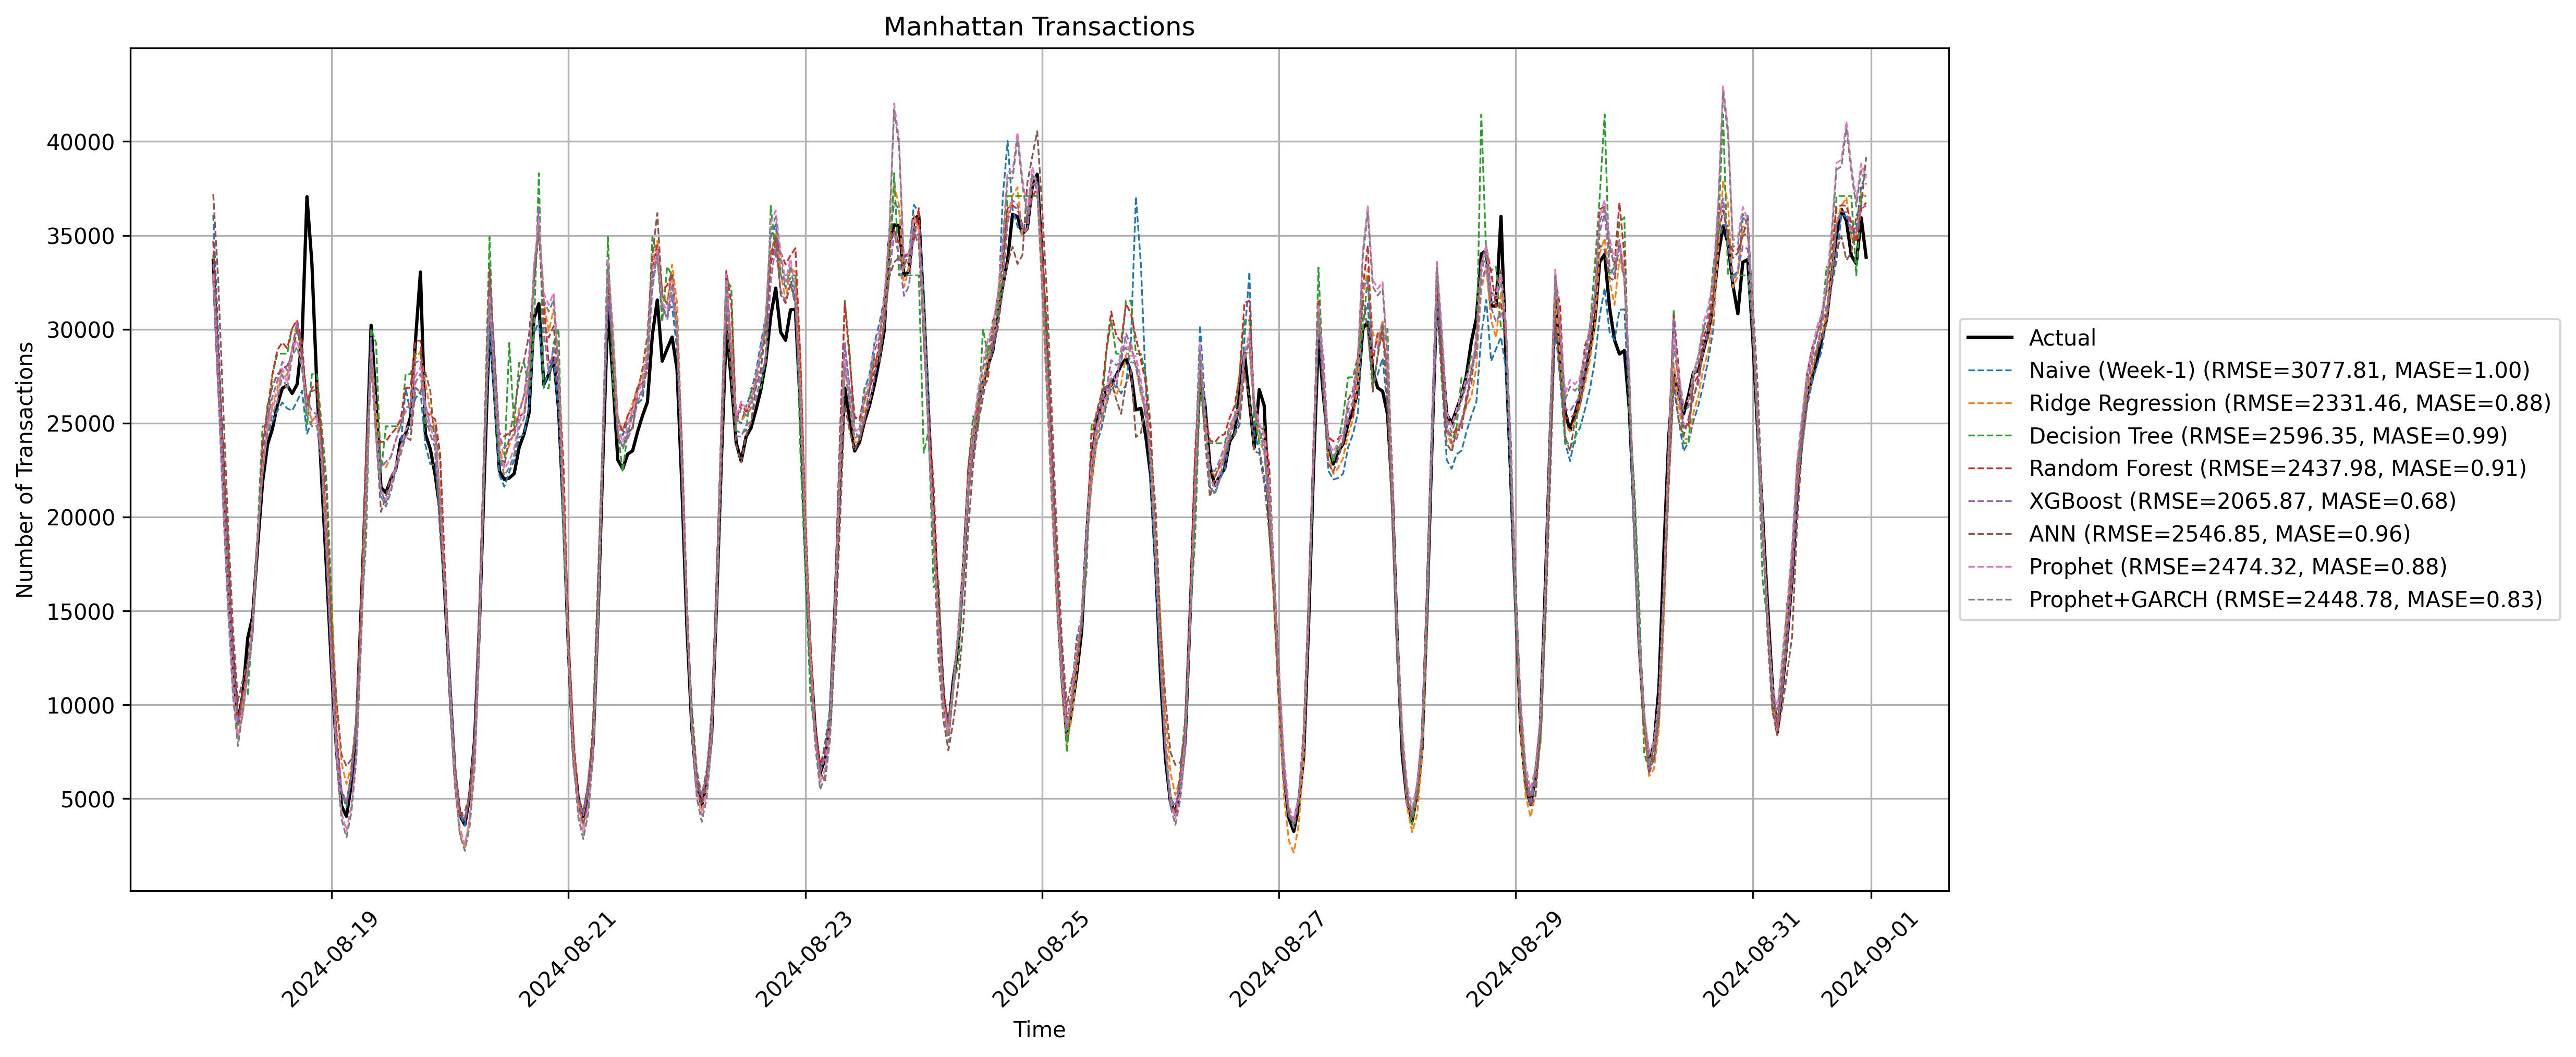 Manhattan Transactions
Number of Transactions
40000
35000
30000
25000
20000
15000
10000
5000
2024-08-19
2024-08-21
2024-08-23
2024-08-25
2024-08-27
2024-08-29
2024-08-31
2024-09-01
Time
Actual
Naive (Week-1) (RMSE=3077.81, MASE=1.00)
Ridge Regression (RMSE=2331.46, MASE=0.88)
Decision Tree (RMSE=2596.35, MASE=0.99)
Random Forest (RMSE=2437.98, MASE=0.91)
XGBoost (RMSE=2065.87, MASE=0.68)
ANN (RMSE=2546.85, MASE=0.96)
Prophet (RMSE=2474.32, MASE=0.88)
Prophet+GARCH (RMSE=2448.78, MASE=0.83)